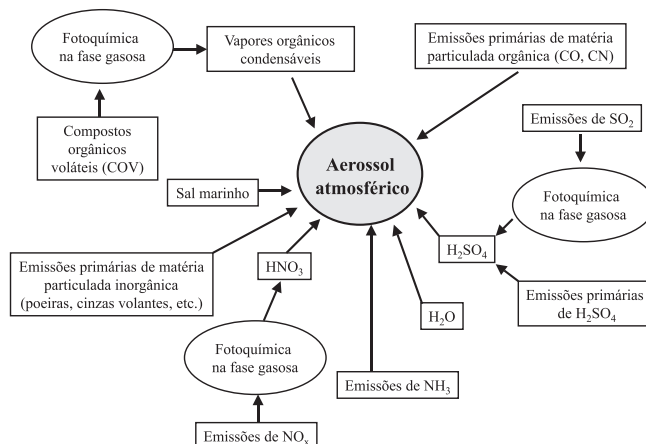 Fotoquímica
na fase gasosa
Vapores orgânicos
condensáveis
Emissões primárias de matéria
particulada orgânica (CO, CN)
Compostos
orgânicos
voláteis (COV)
Emissões de SO₂
Aerossol
atmosférico
Fotoquímica
na fase gasosa
Sal marinho
H₂SO₄
Emissões primárias de matéria
particulada inorgânica
(poeiras, cinzas volantes, etc.)
HNO₃
Emissões primárias
de H₂SO₄
H₂O
Fotoquímica
na fase gasosa
Emissões de NH₃
Emissões de NOₓ